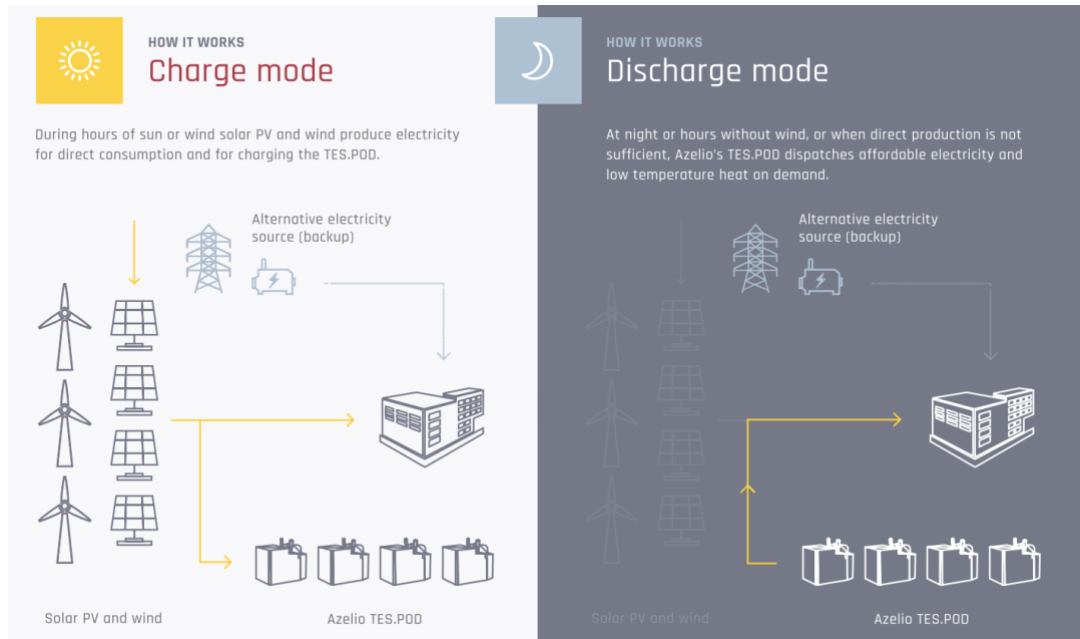 HOW IT WORKS
Charge mode
During hours of sun or wind solar PV and wind produce electricity
for direct consumption and for charging the TES.POD.
Alternative electricity
source (backup)
Solar PV and wind
Azelio TES.POD
HOW IT WORKS
Discharge mode
At night or hours without wind, or when direct production is not
sufficient, Azelio's TES.POD dispatches affordable electricity and
low temperature heat on demand.
Alternative electricity
source (backup)
Solar PV and wind
Azelio TES.POD